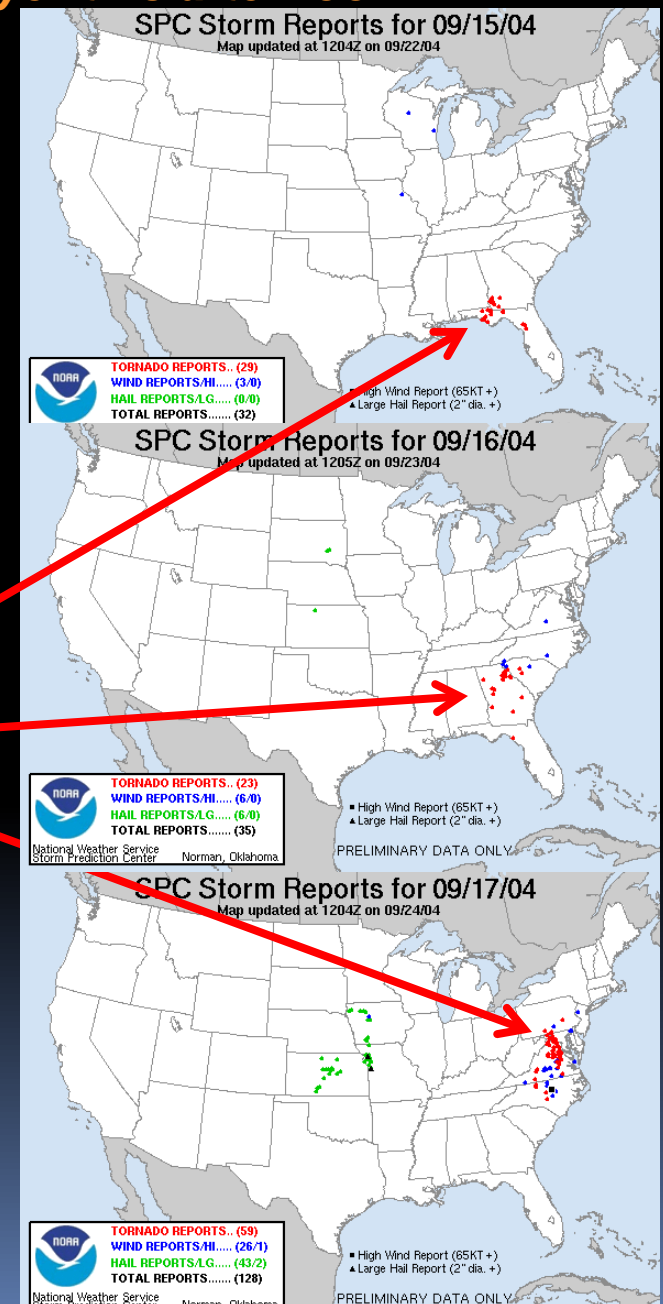 SPC Storm Reports for 09/15/04
Map updated at 1204Z on 09/22/04
NOAA
TORNADO REPORTS.. (29)
WIND REPORTS/HI..... (3/0)
HAIL REPORTS/LG..... (0/0)
TOTAL REPORTS....... (32)
High Wind Report (65KT +)
▲Large Hail Report (2" dia. +)
SPC Storm Reports for 09/16/04
Map updated at 1205Z on 09/23/04
NOAA
TORNADO REPORTS.. (23)
WIND REPORTS/HI..... (6/0)
HAIL REPORTS/LG..... (6/0)
TOTAL REPORTS....... (35)
National Weather Service
Storm Prediction Center Norman, Oklahoma
■ High Wind Report (65KT +)
▲Large Hail Report (2" dia. +)
PRELIMINARY DATA ONLY
SPC Storm Reports for 09/17/04
Map updated at 1204Z on 09/24/04
NOAA
TORNADO REPORTS.. (59)
WIND REPORTS/HI..... (26/1)
HAIL REPORTS/LG..... (43/2)
TOTAL REPORTS....... (128)
National Weather Service
Norman, Oklahoma
■ High Wind Report (65KT +)
▲Large Hail Report (2" dia. +)
PRELIMINARY DATA ONLY